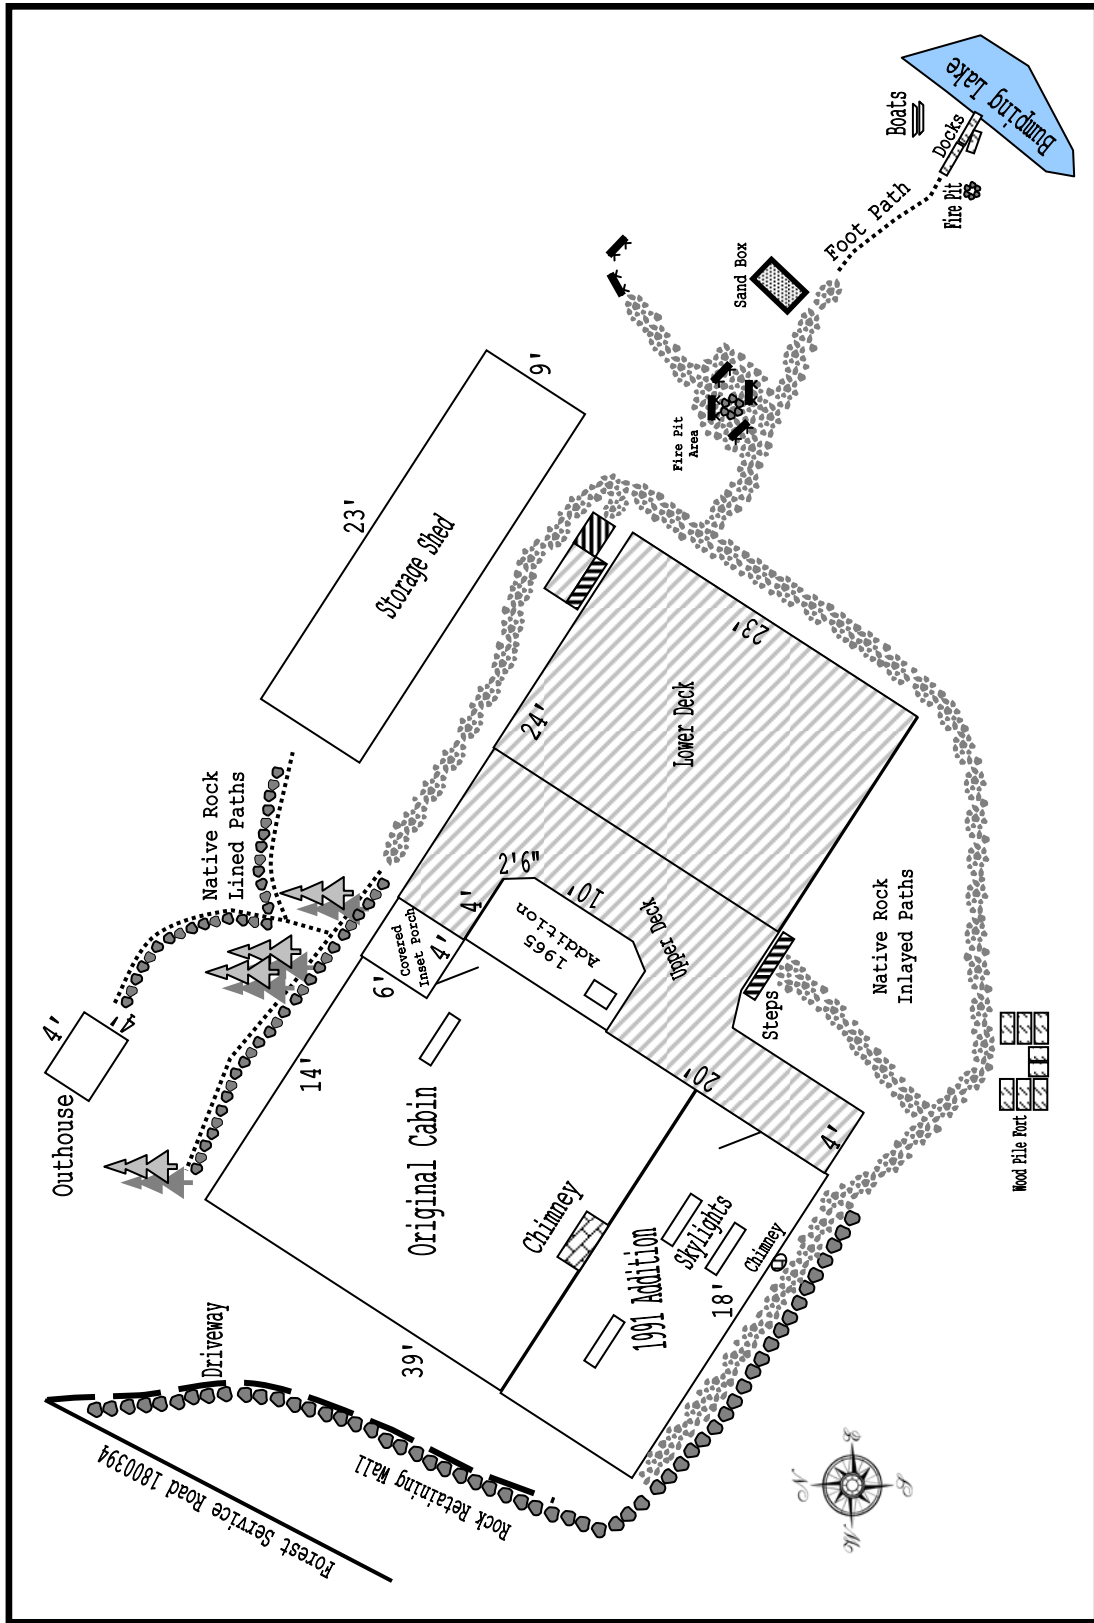 Bumping Lake
Boats
Docks
Fire Pit
Foot Path
Sand Box
Fire Pit
Area
9'
23'
Storage Shed
23'
Lower Deck
24'
Native Rock
Lined Paths
2'6"
10'
4'
1965
Addition
Upper Deck
Covered
Inset Porch
4'
6'
Native Rock
Inlayed Paths
Steps
4'
4'
Outhouse
14'
20'
4'
Original Cabin
Chimney
Wood Pile Fort
1991 Addition
Skylights
Chimney
18'
39'
Driveway
Rock Retaining Wall
Forest Service Road 1800394
N
S